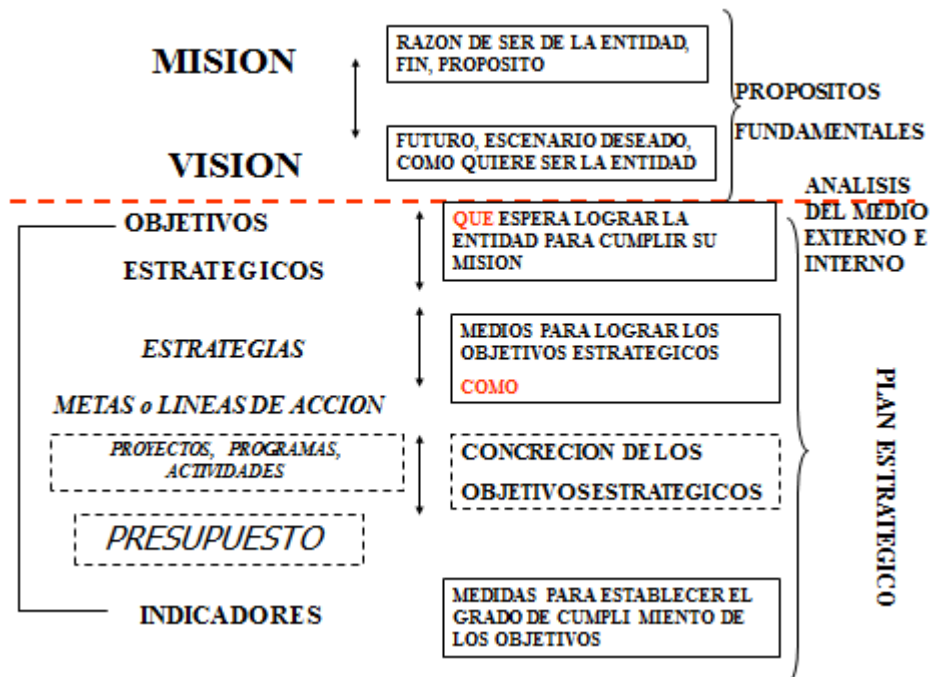 MISION
RAZON DE SER DE LA ENTIDAD,
FIN, PROPOSITO
PROPOSITOS
FUNDAMENTALES
VISION
FUTURO, ESCENARIO DESEADO,
COMO QUIERE SER LA ENTIDAD
ANALISIS
DEL MEDIO
EXTERNO E
INTERNO
OBJETIVOS
ESTRATEGICOS
QUE ESPERA LOGRAR LA
ENTIDAD PARA CUMPLIR SU
MISION
ESTRATEGIAS
MEDIOS PARA LOGRAR LOS
OBJETIVOS ESTRATEGICOS
COMO
METAS o LINEAS DE ACCION
PROYECTOS, PROGRAMAS,
ACTIVIDADES
CONCRECION DE LOS
OBJETIVOS ESTRATEGICOS
PRESUPUESTO
INDICADORES
MEDIDAS PARA ESTABLECER EL
GRADO DE CUMPLI MIENTO DE
LOS OBJETIVOS
PLAN ESTRATEGICO